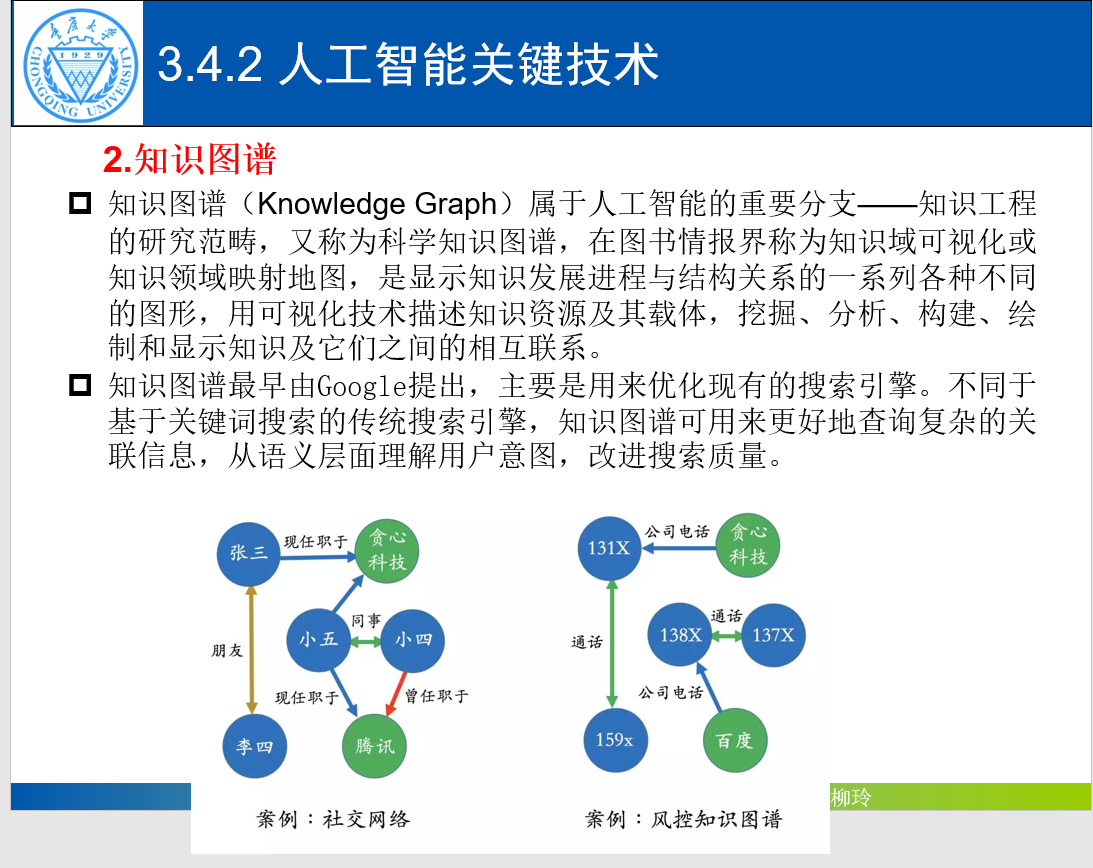 重庆大学
1929
CHONGQING UNIVERSITY
3.4.2 人工智能关键技术
2.知识图谱
知识图谱（Knowledge Graph）属于人工智能的重要分支——知识工程
的研究范畴，又称为科学知识图谱，在图书情报界称为知识域可视化或
知识领域映射地图，是显示知识发展进程与结构关系的一系列各种不同
的图形，用可视化技术描述知识资源及其载体，挖掘、分析、构建、绘
制和显示知识及它们之间的相互联系。
知识图谱最早由Google提出，主要是用来优化现有的搜索引擎。不同于
基于关键词搜索的传统搜索引擎，知识图谱可用来更好地查询复杂的关
联信息，从语义层面理解用户意图，改进搜索质量。
张三
现任职于
贪心
科技
小五
同事
小四
朋友
现任职于
曾任职于
李四
腾讯
案例：社交网络
131X
公司电话
贪心
科技
138X
通话
137X
通话
公司电话
159x
百度
案例：风控知识图谱
柳玲